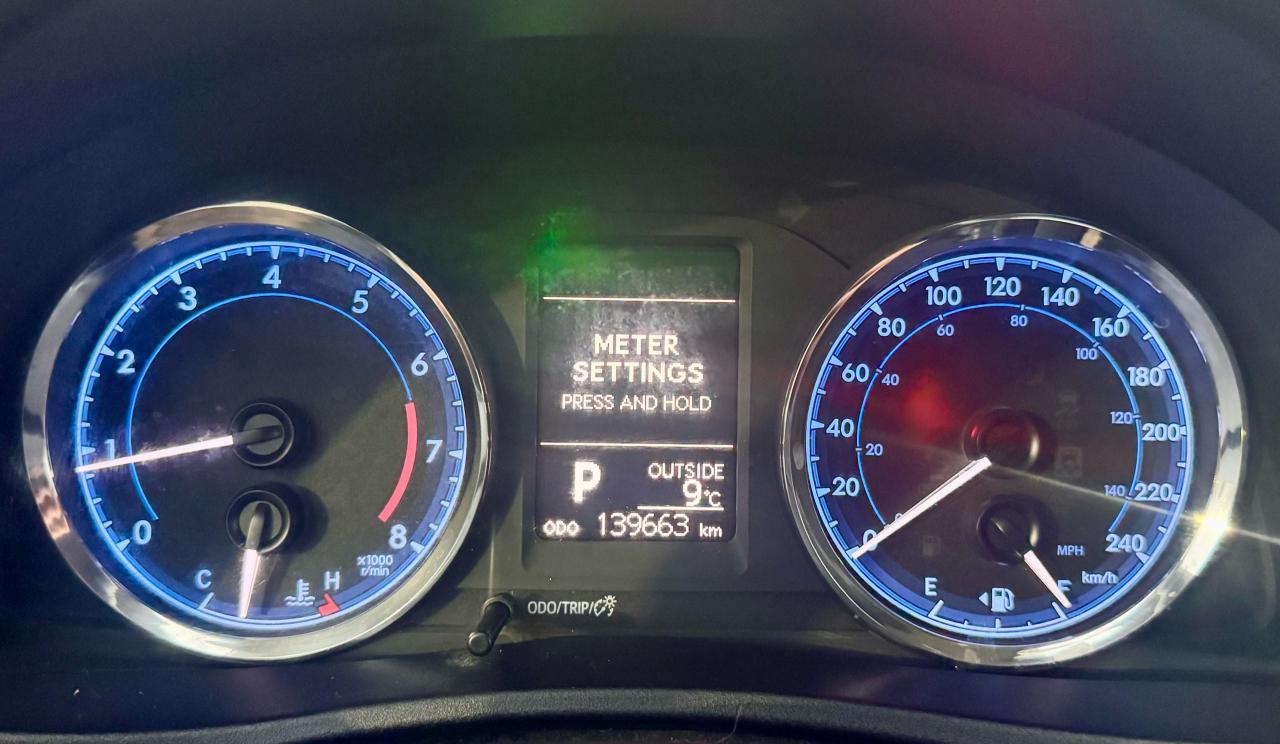 0
1
2
3
4
5
6
7
8
x1000
r/min
C
H
METER
SETTINGS
PRESS AND HOLD
P
OUTSIDE
9°C
ODO 139663 km
ODO/TRIP/
0
20
40
60
80
100
120
140
160
180
200
220
240
20
40
60
80
100
120
140
MPH
km/h
E
F